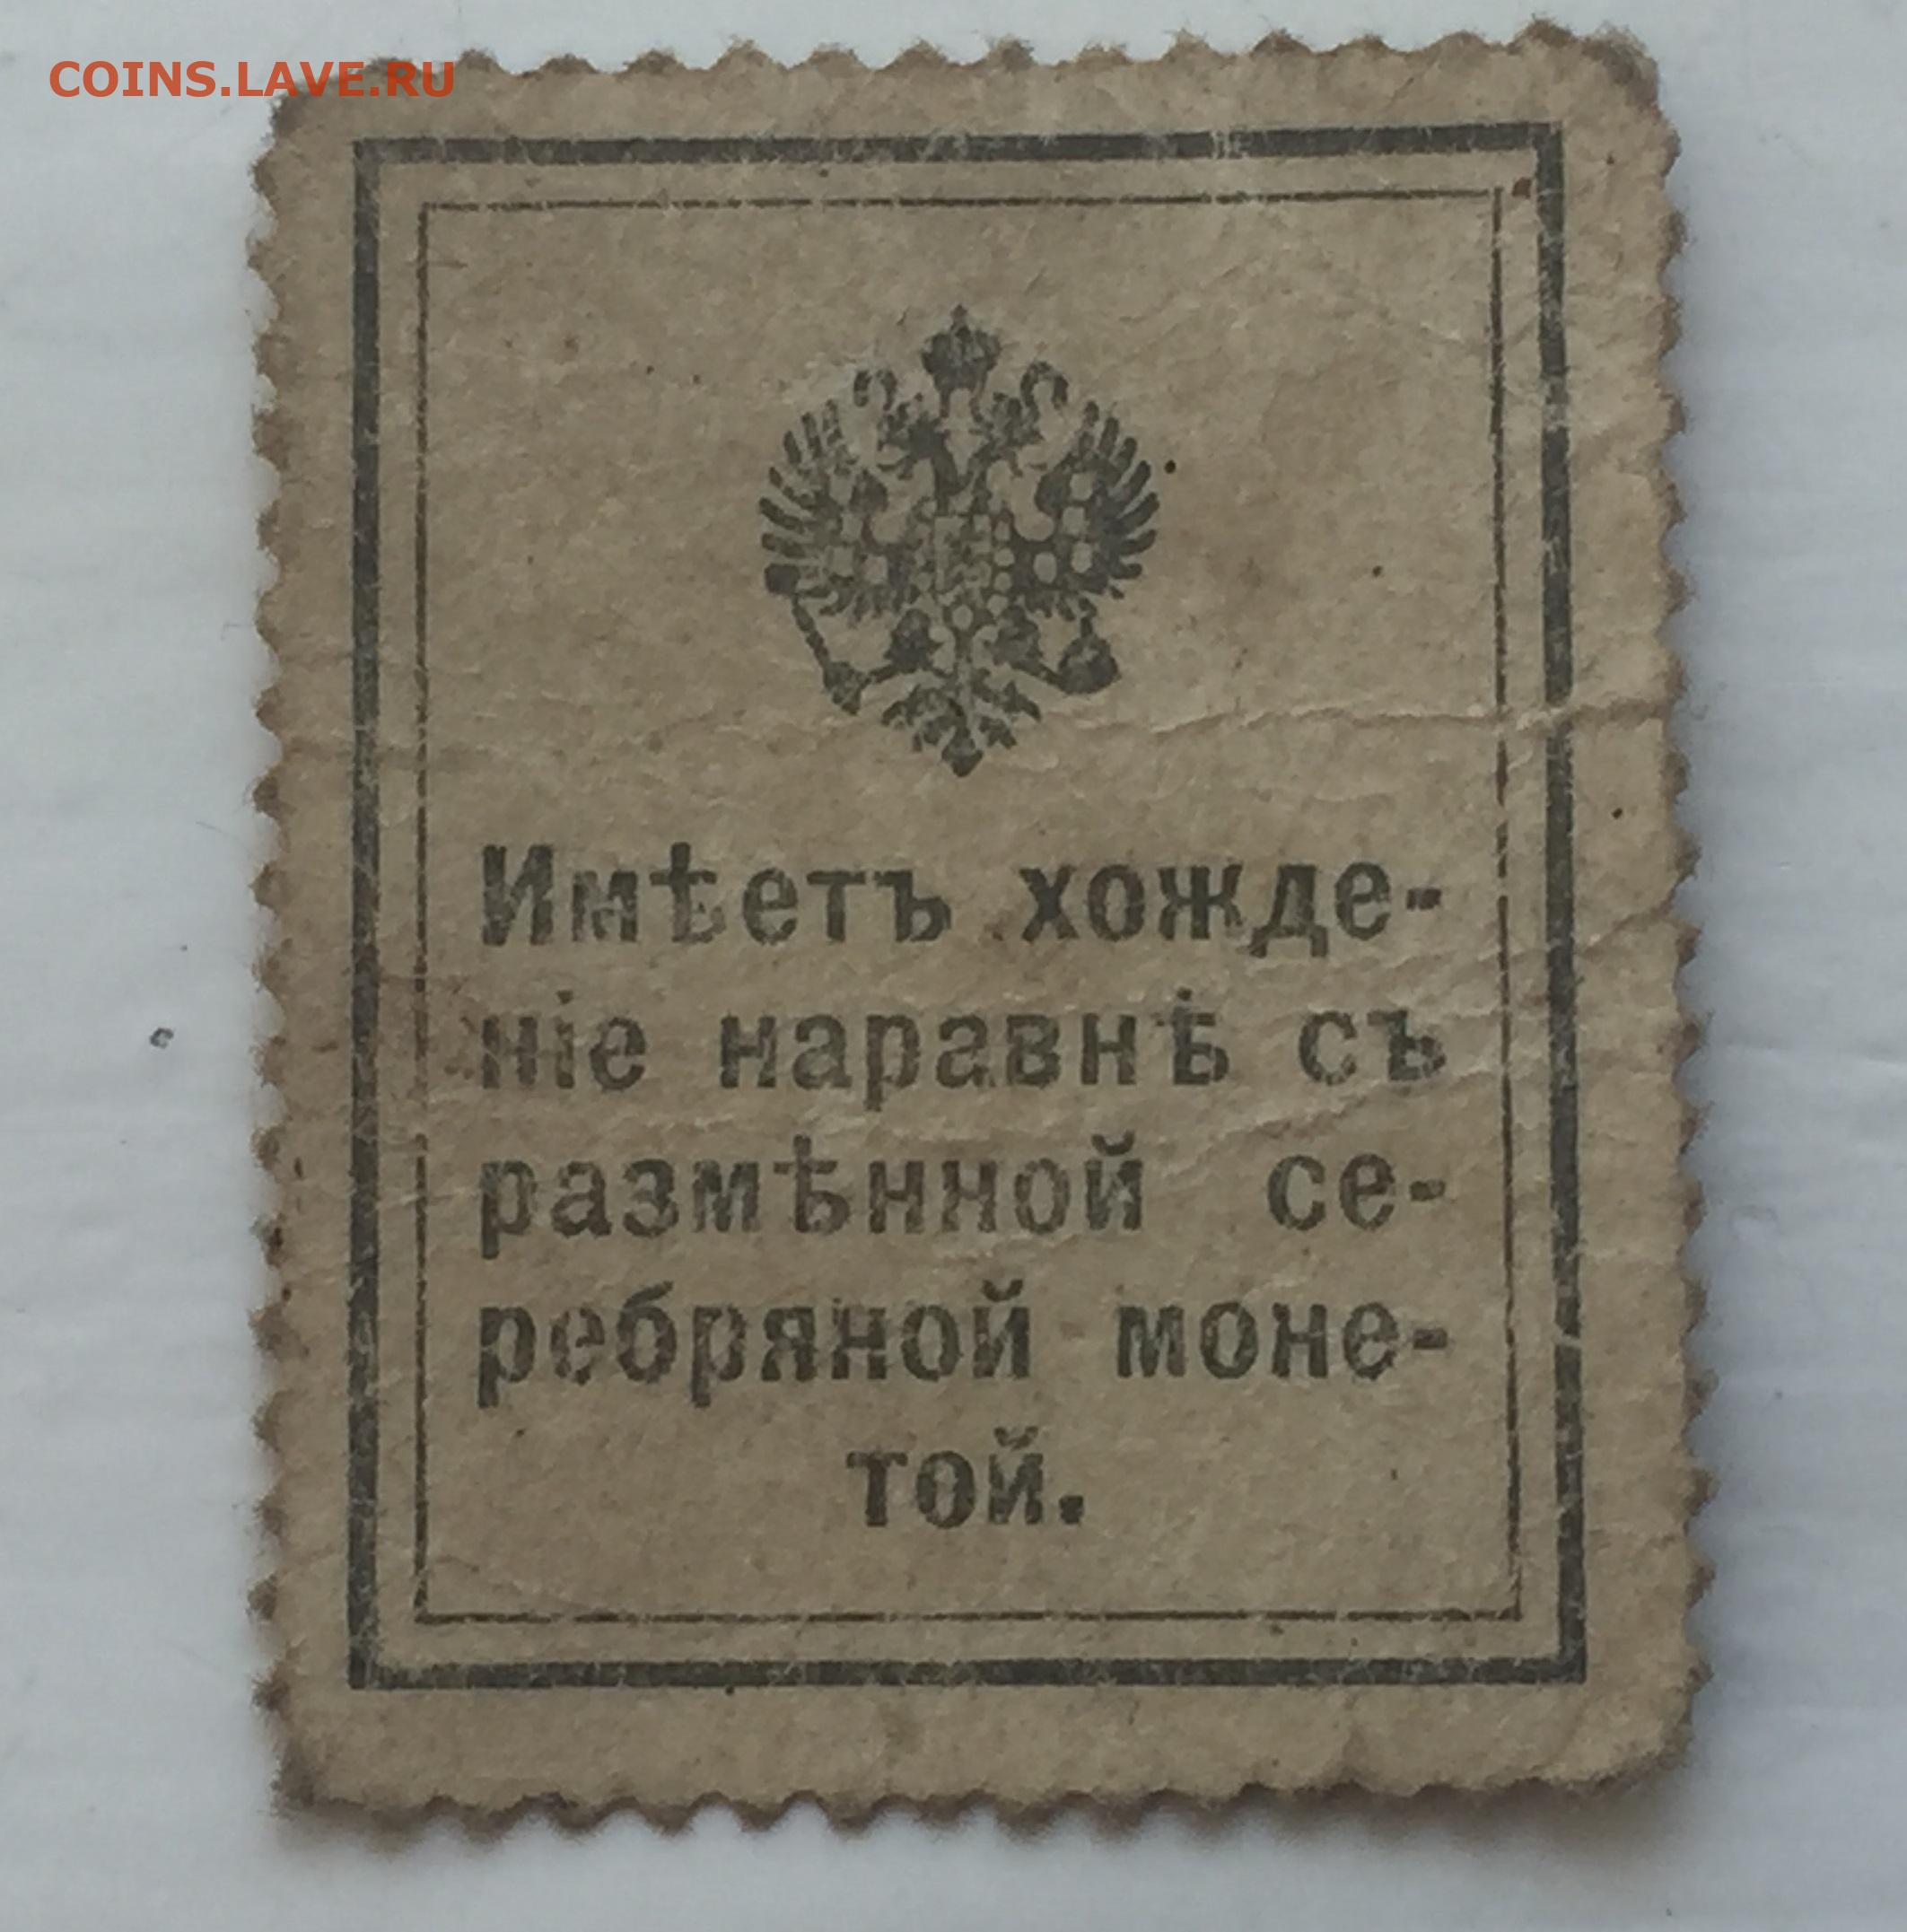 COINS.LAVE.RU
Имѣетъ хожде-
ніе наравнѣ съ
размѣнной се-
ребряной моне-
той.